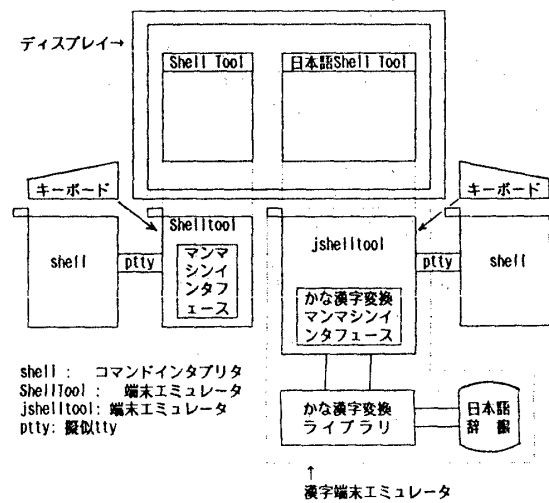 ディスプレイ→
Shell Tool
日本語Shell Tool
キーボード
キーボード
shell
ptty
Shelltool
マンマ
シンイ
ンタフ
ェース
jshelltool
かな漢字変換
マンマシンイ
ンタフェース
ptty
shell
shell : コマンドインタプリタ
ShellTool : 端末エミュレータ
jshelltool: 端末エミュレータ
ptty: 擬似tty
かな漢字変換
ライブラリ
日本語
辞書
↑
漢字端末エミュレータ